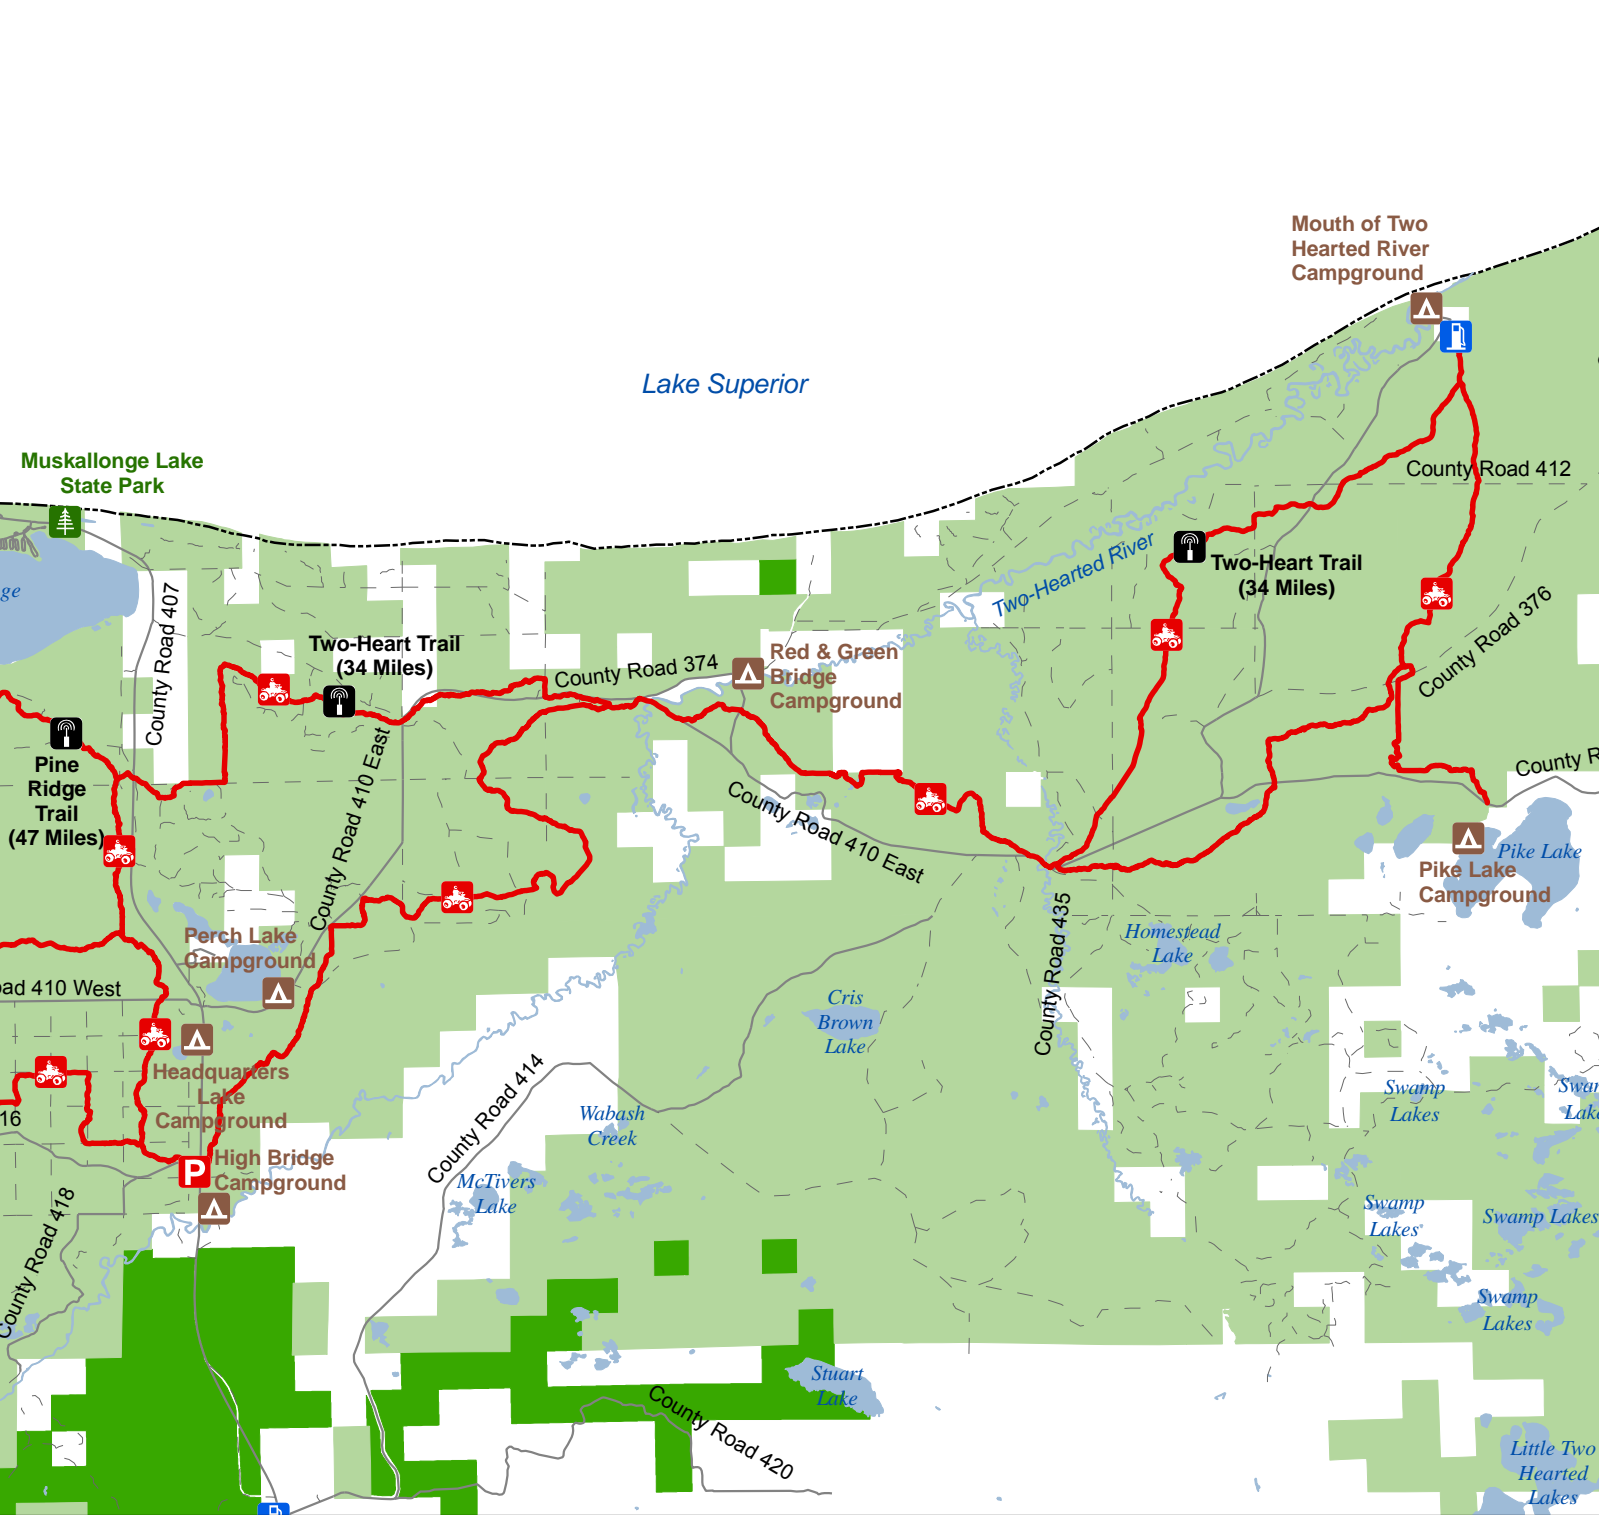 Mouth of Two
Hearted River
Campground
Lake Superior
Muskallonge Lake
State Park
County Road 412
Two-Hearted River
Two-Heart Trail
(34 Miles)
ge
County Road 407
County Road 376
Two-Heart Trail
(34 Miles)
County Road 374
Red & Green
Bridge
Campground
Pine
Ridge
Trail
(47 Miles)
County Road 410 East
County R
County Road 410 East
Pike Lake
Pike Lake
Campground
County Road 435
Homestead
Lake
Perch Lake
Campground
oad 410 West
Cris
Brown
Lake
Headquarters
Lake
Campground
16
County Road 414
Wabash
Creek
Swamp
Lakes
Swam
Lake
High Bridge
Campground
P
McTivers
Lake
County Road 418
Swamp
Lakes
Swamp Lakes
Swamp
Lakes
Stuart
Lake
County Road 420
Little Two
Hearted
Lakes